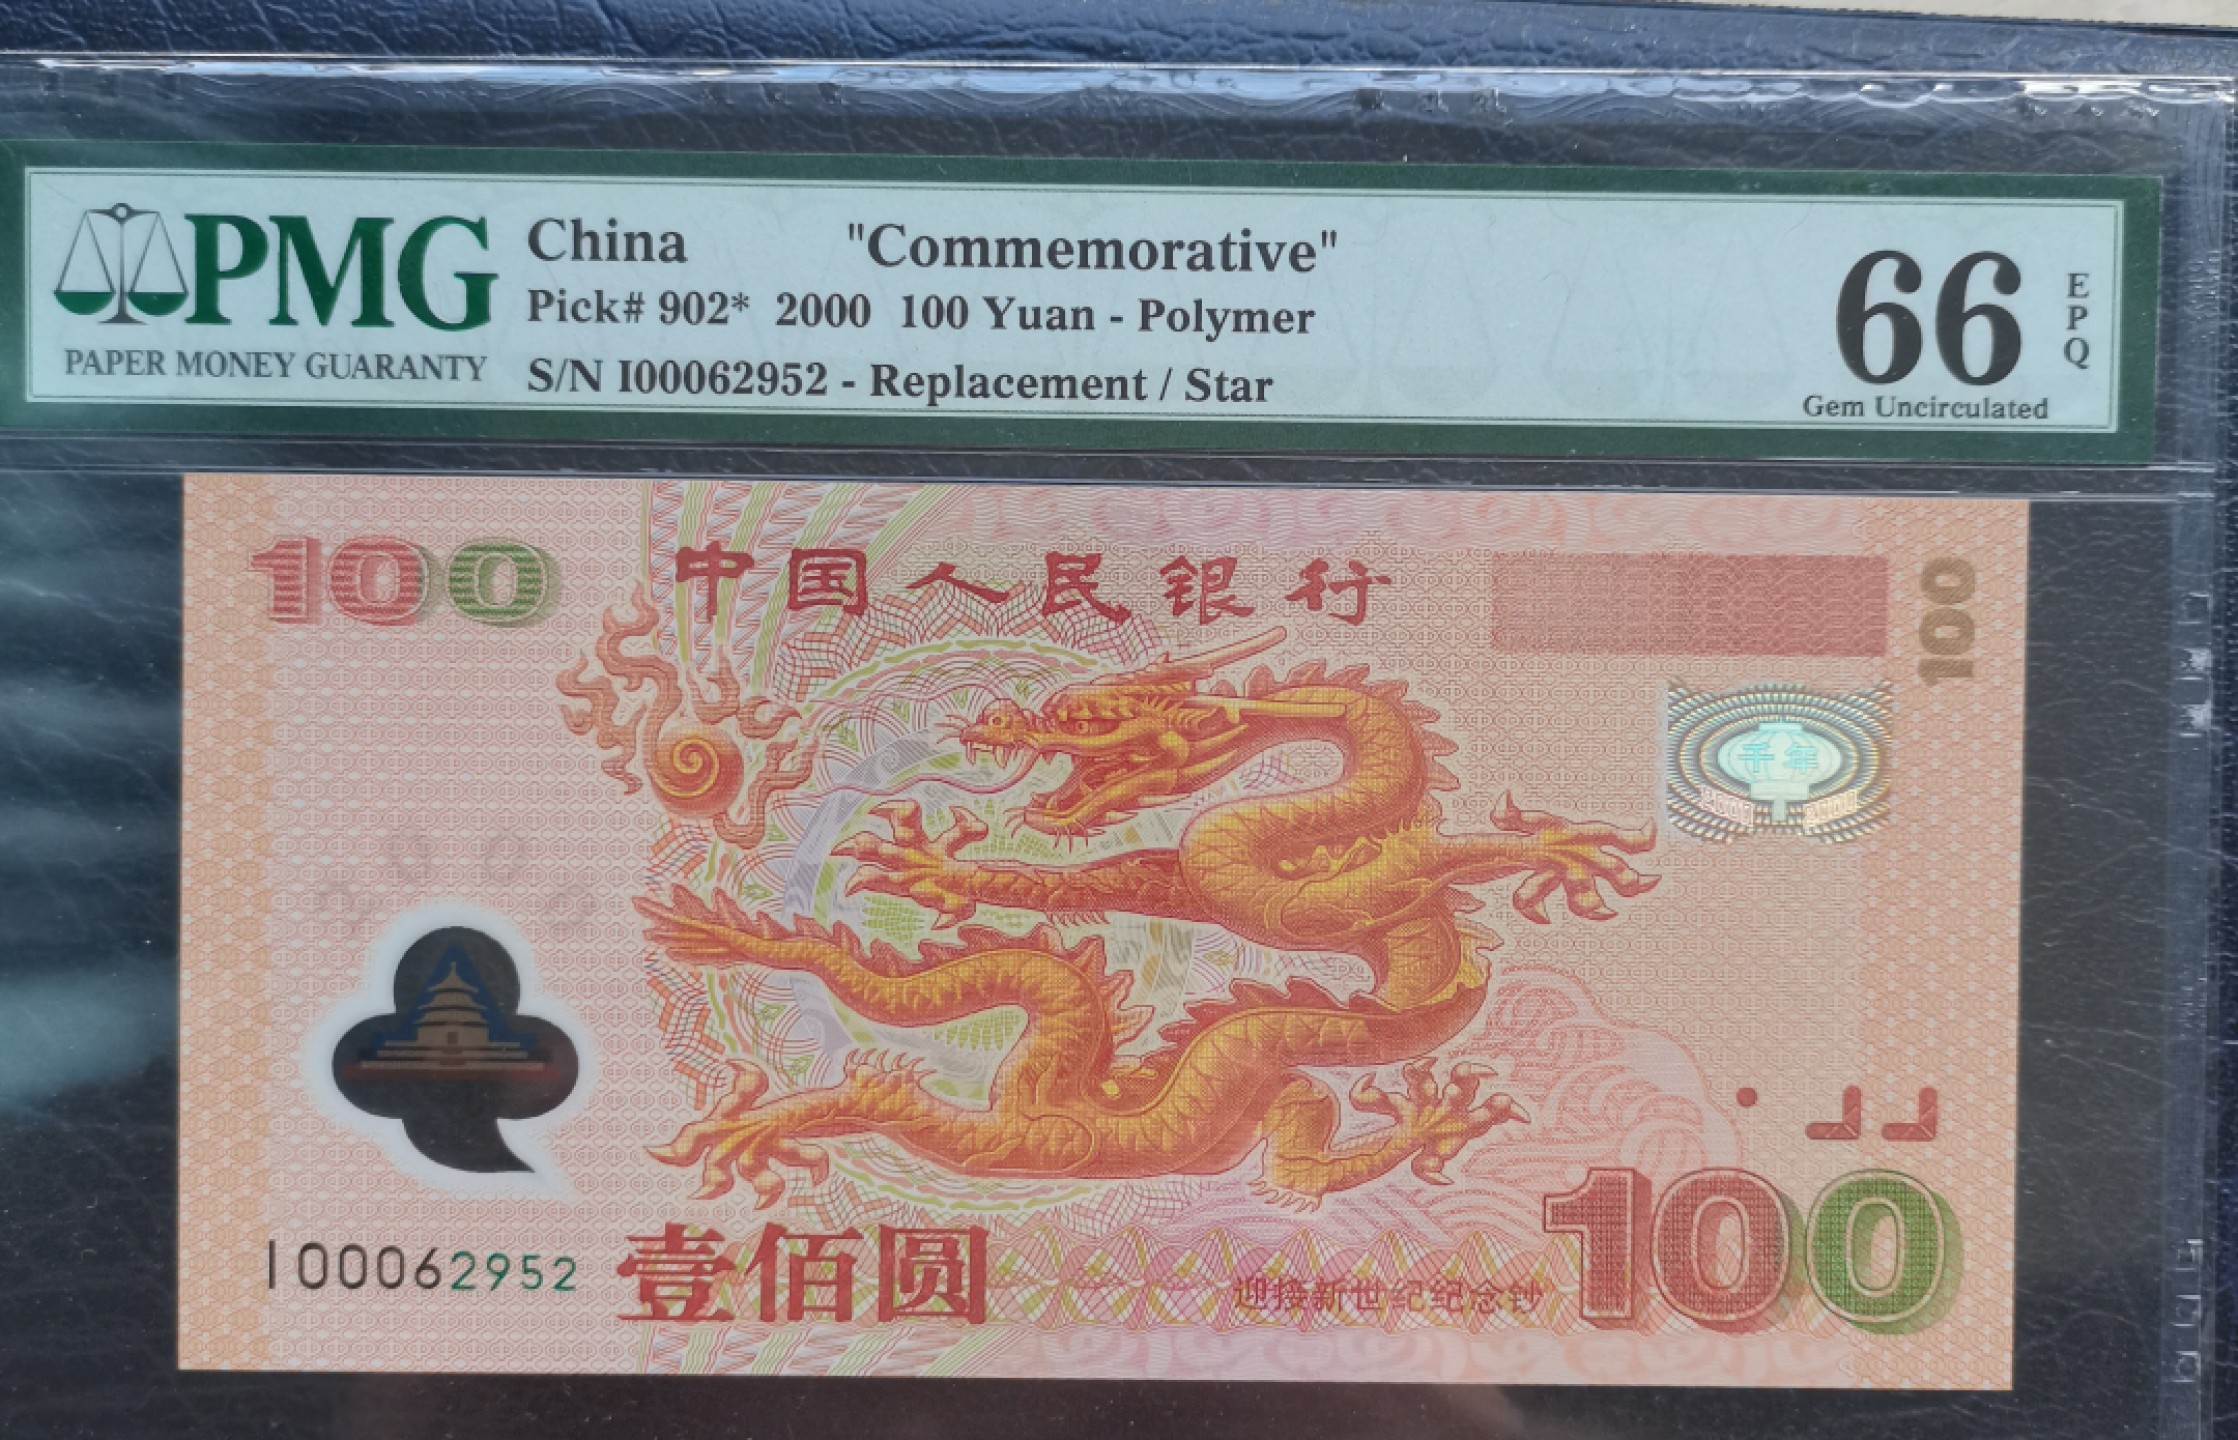 PMG
PAPER MONEY GUARANTY
China "Commemorative"
Pick# 902* 2000 100 Yuan - Polymer
S/N I00062952 - Replacement / Star
66
EPQ
Gem Uncirculated
100
中国人民银行
100
千年
2000 2000
2000
I00062952
壹佰圆
迎接新世纪纪念钞
100